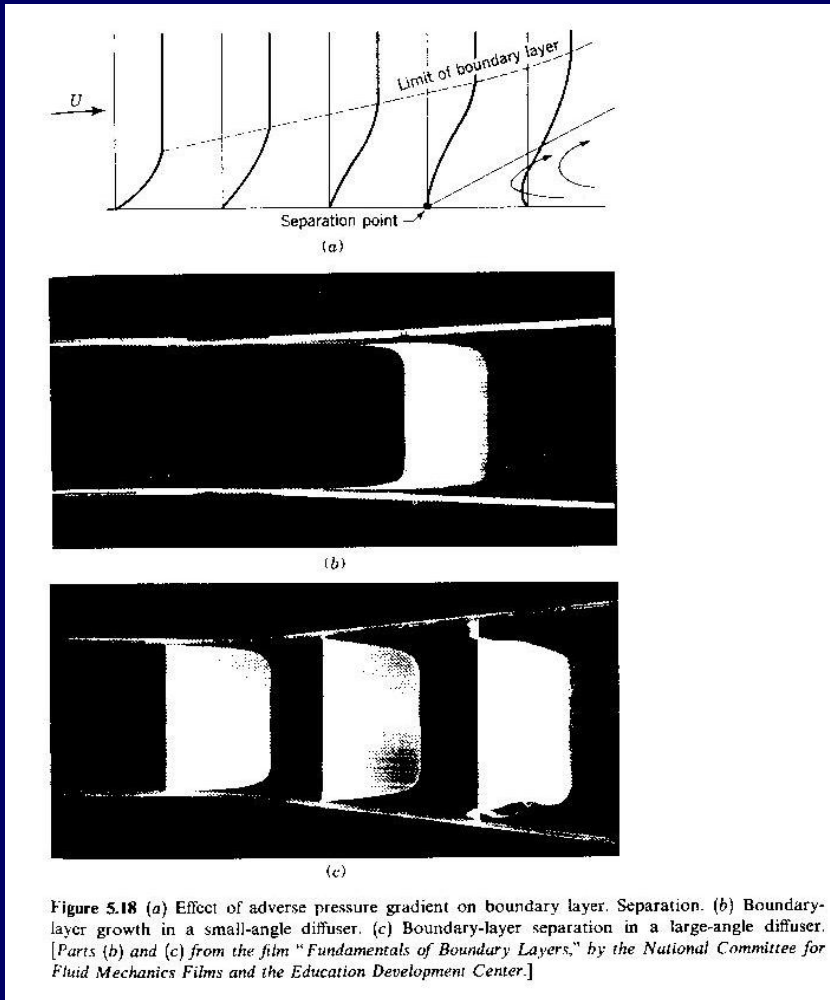 Limit of boundary layer
U
Separation point
(a)
(b)
(c)
Figure 5.18 (a) Effect of adverse pressure gradient on boundary layer. Separation. (b) Boundary-
layer growth in a small-angle diffuser. (c) Boundary-layer separation in a large-angle diffuser.
[Parts (b) and (c) from the film "Fundamentals of Boundary Layers," by the National Committee for
Fluid Mechanics Films and the Education Development Center.]